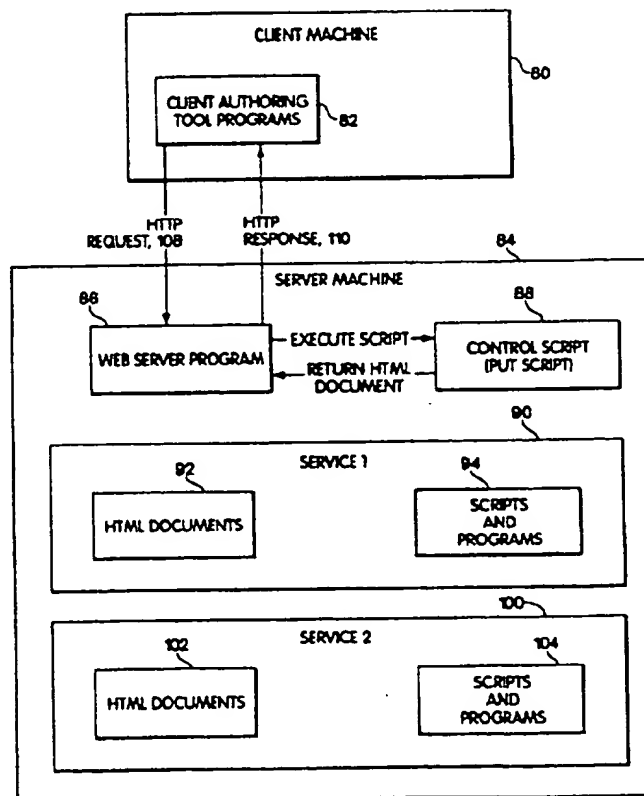 CLIENT MACHINE
80
CLIENT AUTHORING
TOOL PROGRAMS
82
HTTP
REQUEST, 108
HTTP
RESPONSE, 110
84
SERVER MACHINE
86
WEB SERVER PROGRAM
EXECUTE SCRIPT
RETURN HTML
DOCUMENT
88
CONTROL SCRIPT
(PUT SCRIPT)
90
SERVICE 1
92
HTML DOCUMENTS
94
SCRIPTS
AND
PROGRAMS
100
SERVICE 2
102
HTML DOCUMENTS
104
SCRIPTS
AND
PROGRAMS